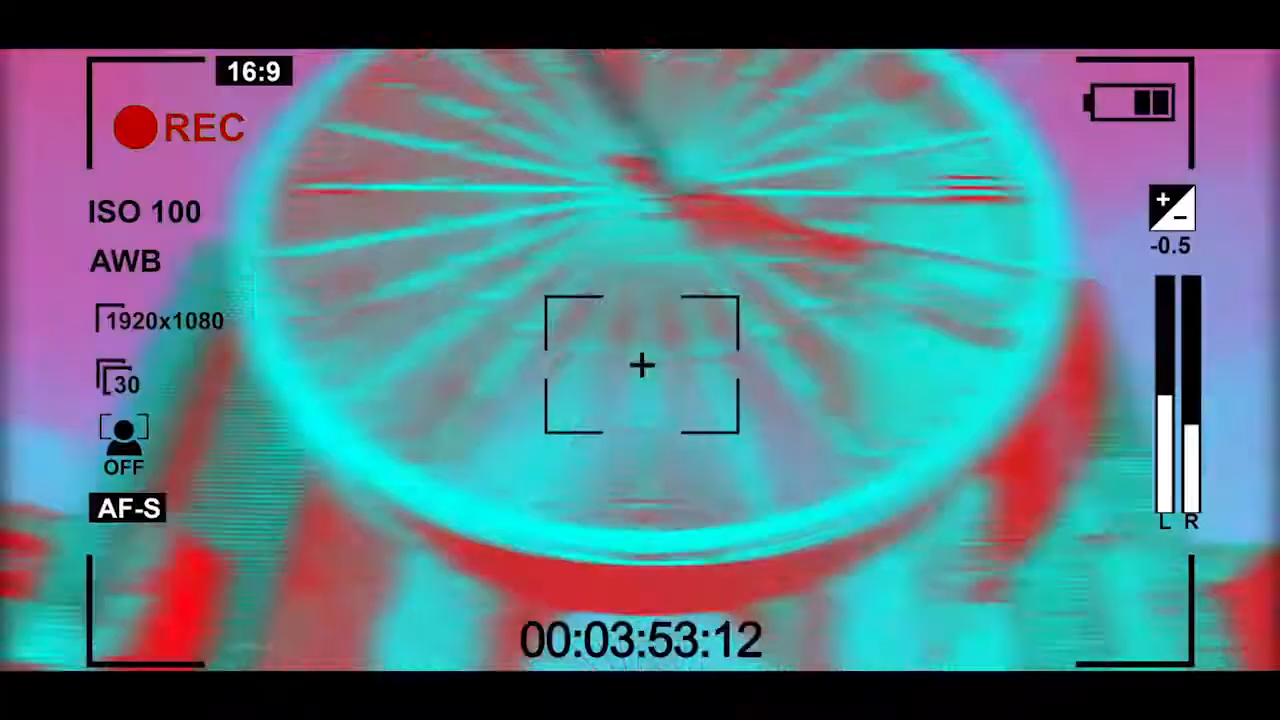 16:9
REC
ISO 100
AWB
1920x1080
30
OFF
AF-S
+
-
-0.5
L R
00:03:53:12